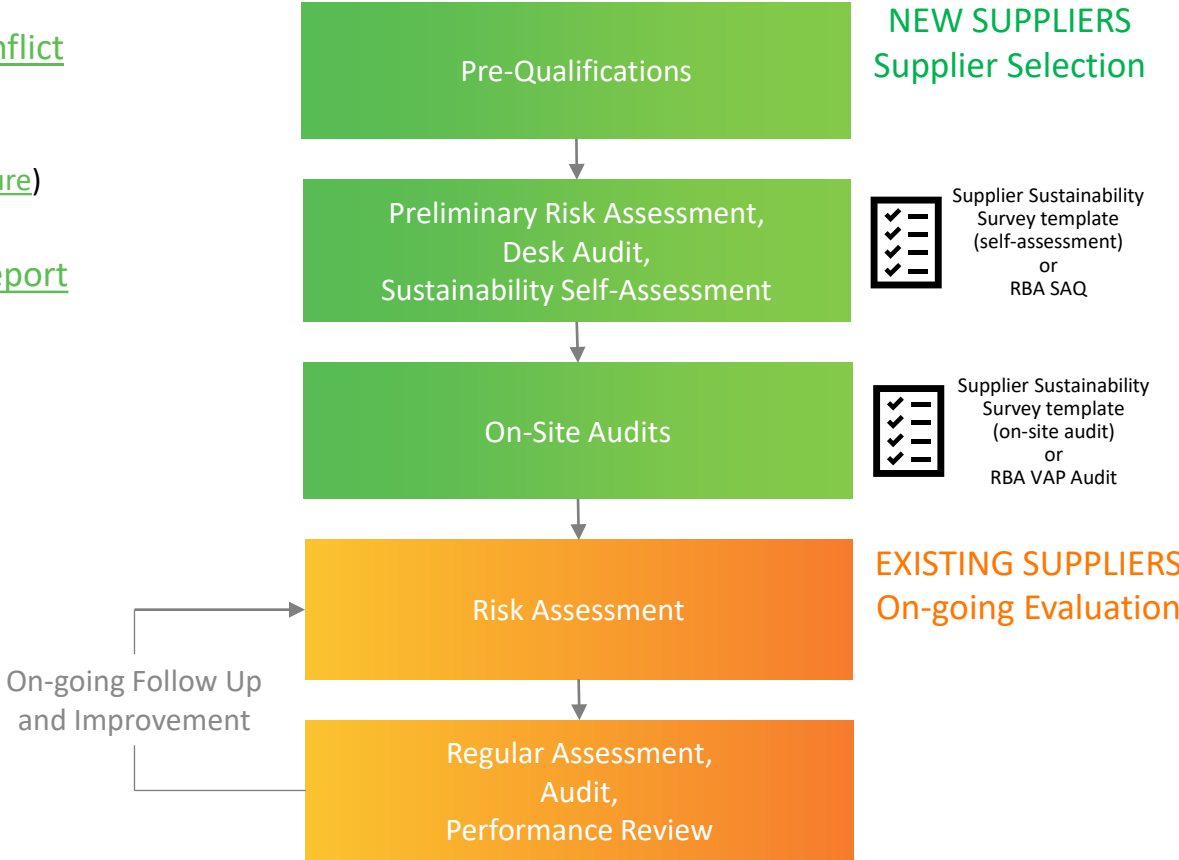 nflict
ure)
eport
NEW SUPPLIERS
Supplier Selection
Pre-Qualifications
Preliminary Risk Assessment,
Desk Audit,
Sustainability Self-Assessment
Supplier Sustainability
Survey template
(self-assessment)
or
RBA SAQ
On-Site Audits
Supplier Sustainability
Survey template
(on-site audit)
or
RBA VAP Audit
EXISTING SUPPLIERS
On-going Evaluation
Risk Assessment
On-going Follow Up
and Improvement
Regular Assessment,
Audit,
Performance Review